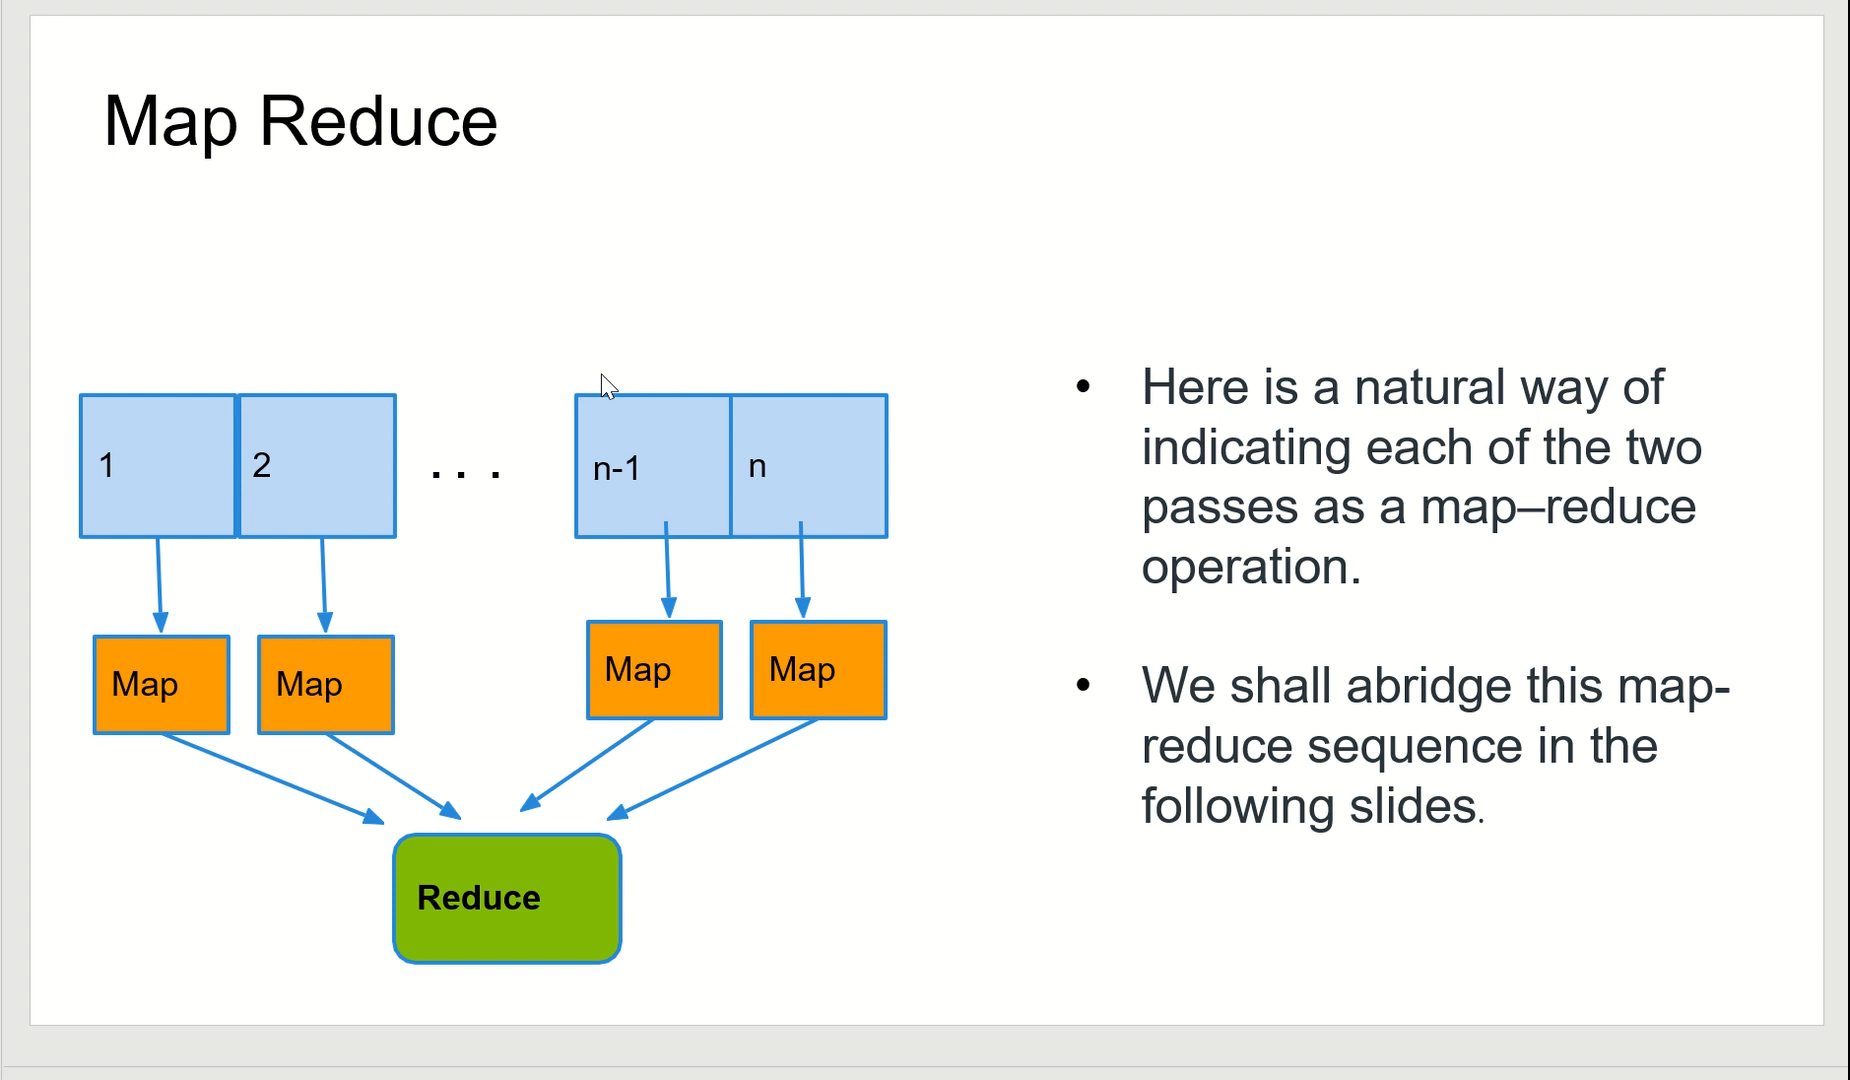 Map Reduce
1
2
. . .
n-1
n
Map
Map
Map
Map
Reduce
• Here is a natural way of
indicating each of the two
passes as a map–reduce
operation.
• We shall abridge this map-
reduce sequence in the
following slides.